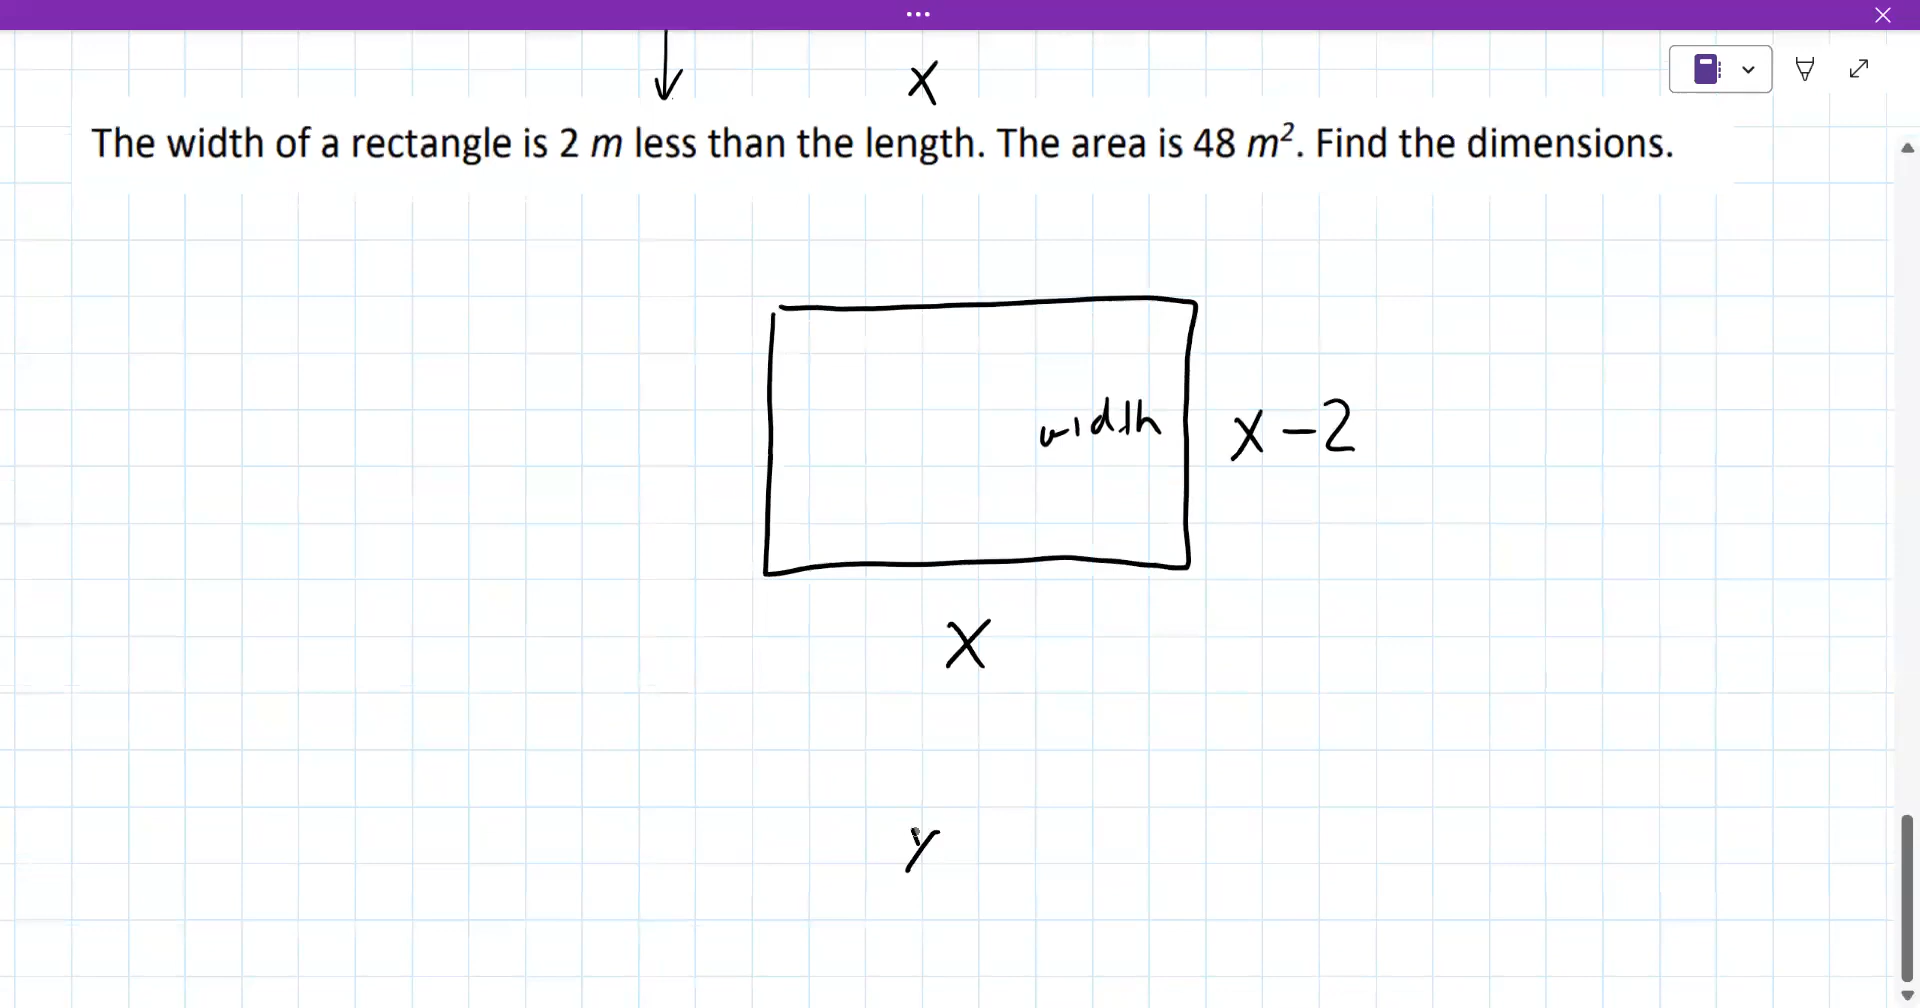 X
The width of a rectangle is 2 m less than the length. The area is 48 m². Find the dimensions.
width
X - 2
X